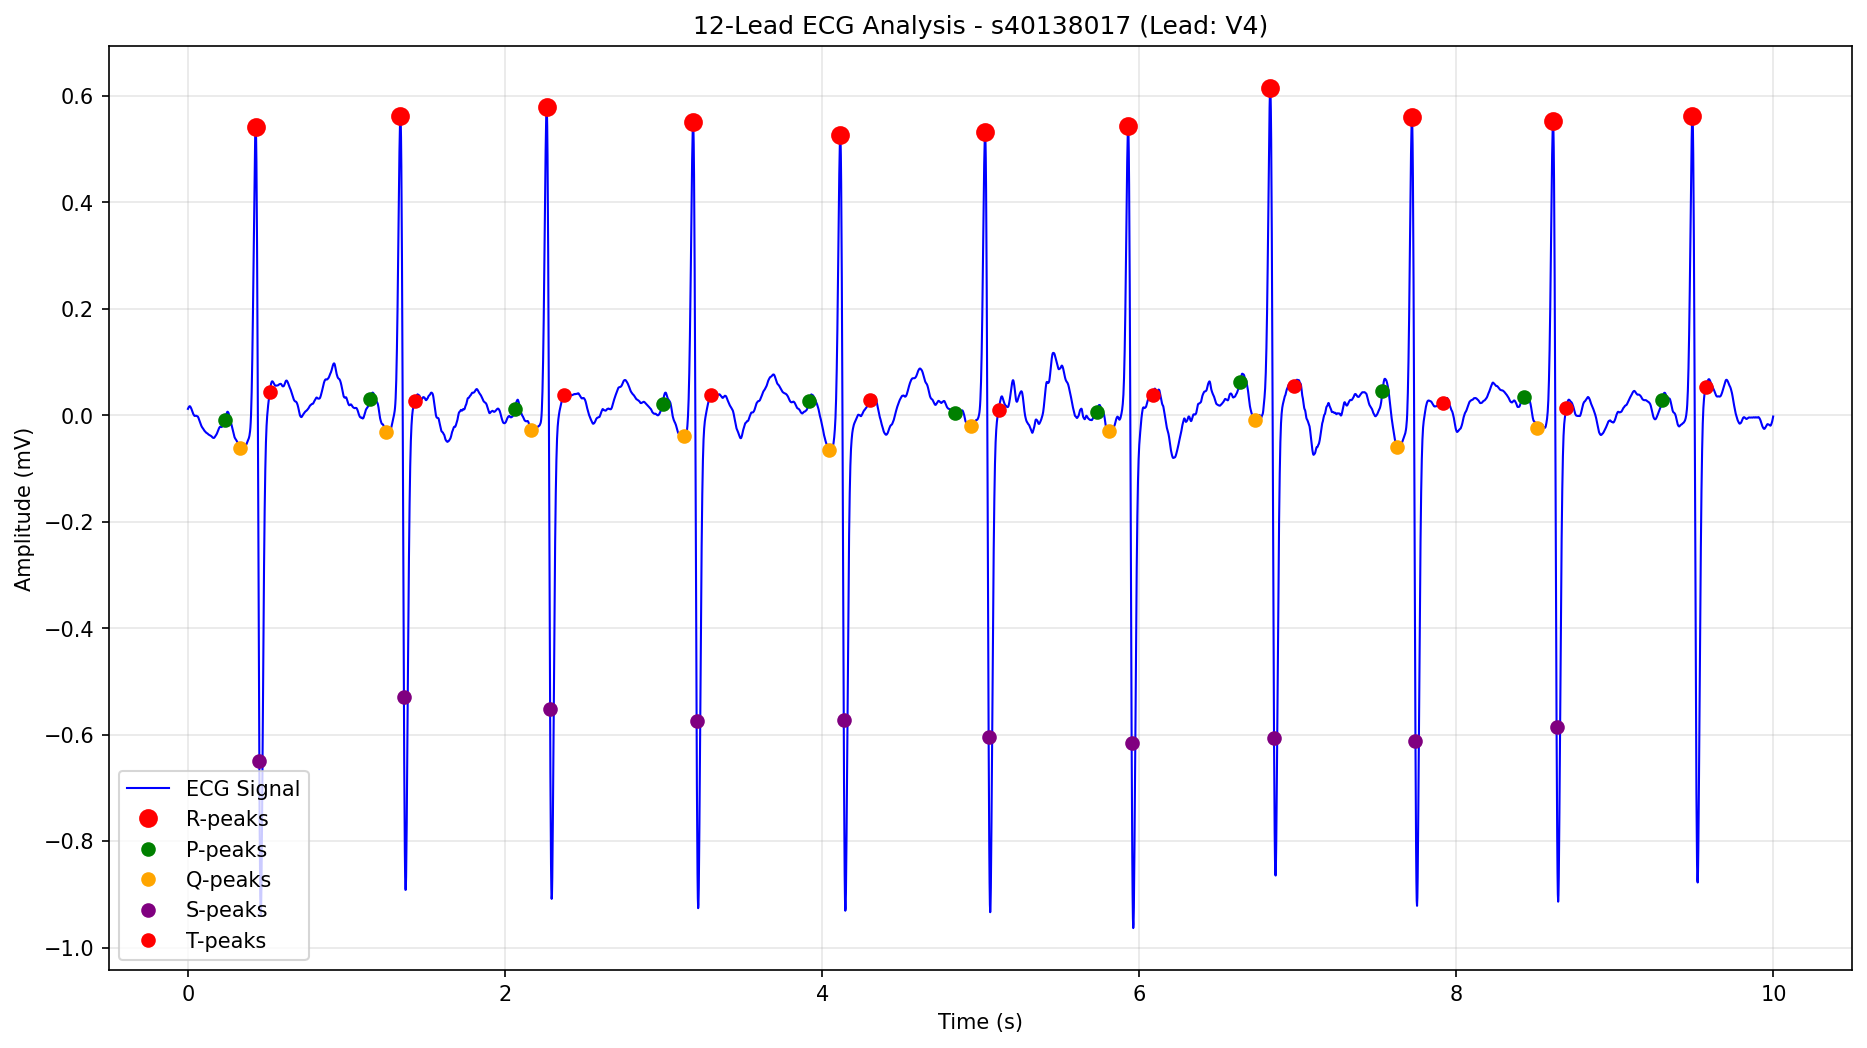 12-Lead ECG Analysis - s40138017 (Lead: V4)
Amplitude (mV)
0.6
0.4
0.2
0.0
−0.2
−0.4
−0.6
−0.8
−1.0
ECG Signal
R-peaks
P-peaks
Q-peaks
S-peaks
T-peaks
0 2 4 6 8 10
Time (s)